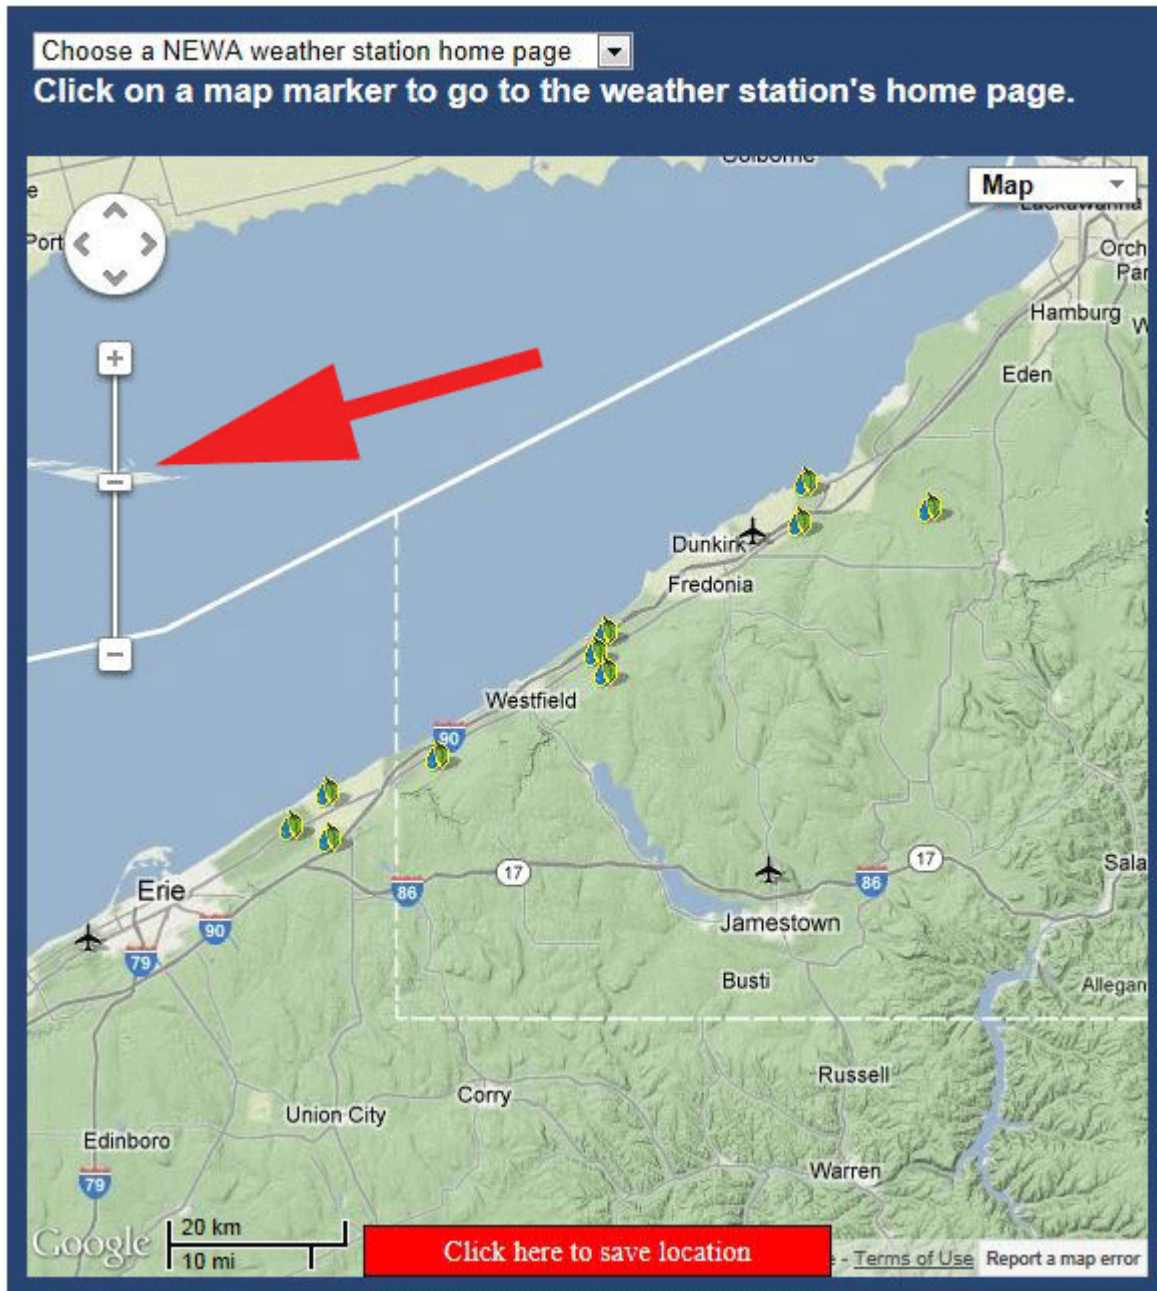 Choose a NEWA weather station home page
Click on a map marker to go to the weather station's home page.
Colborne
Map
e
Lackawanna
Port
Orch
Par
Hamburg
W
Eden
Dunkirk
Fredonia
Westfield
90
17
17
Sala
86
86
Erie
Jamestown
90
79
Busti
Allegan
Russell
Corry
Union City
Edinboro
Warren
79
Google
20 km
10 mi
Click here to save location
e - Terms of Use
Report a map error